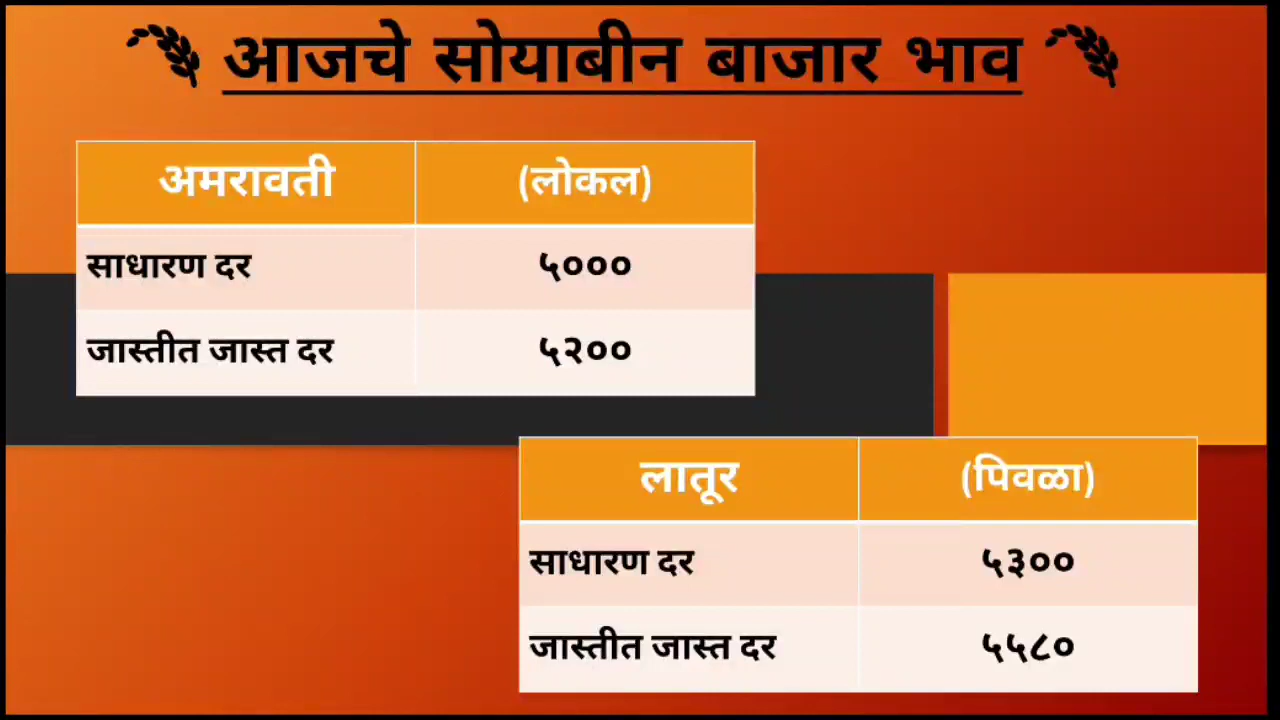 आजचे सोयाबीन बाजार भाव
अमरावती (लोकल)
साधारण दर ५०००
जास्तीत जास्त दर ५२००
लातूर (पिवळा)
साधारण दर ५३००
जास्तीत जास्त दर ५५८०